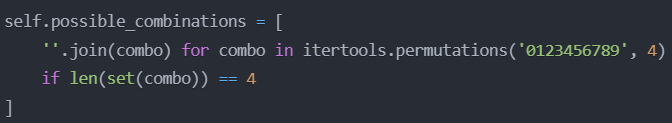 self.possible_combinations = [
    ''.join(combo) for combo in itertools.permutations('0123456789', 4)
    if len(set(combo)) == 4
]